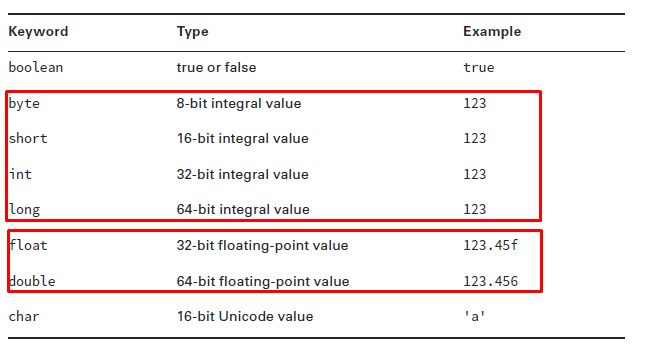 Keyword Type Example
boolean true or false true
byte 8-bit integral value 123
short 16-bit integral value 123
int 32-bit integral value 123
long 64-bit integral value 123
float 32-bit floating-point value 123.45f
double 64-bit floating-point value 123.456
char 16-bit Unicode value 'a'